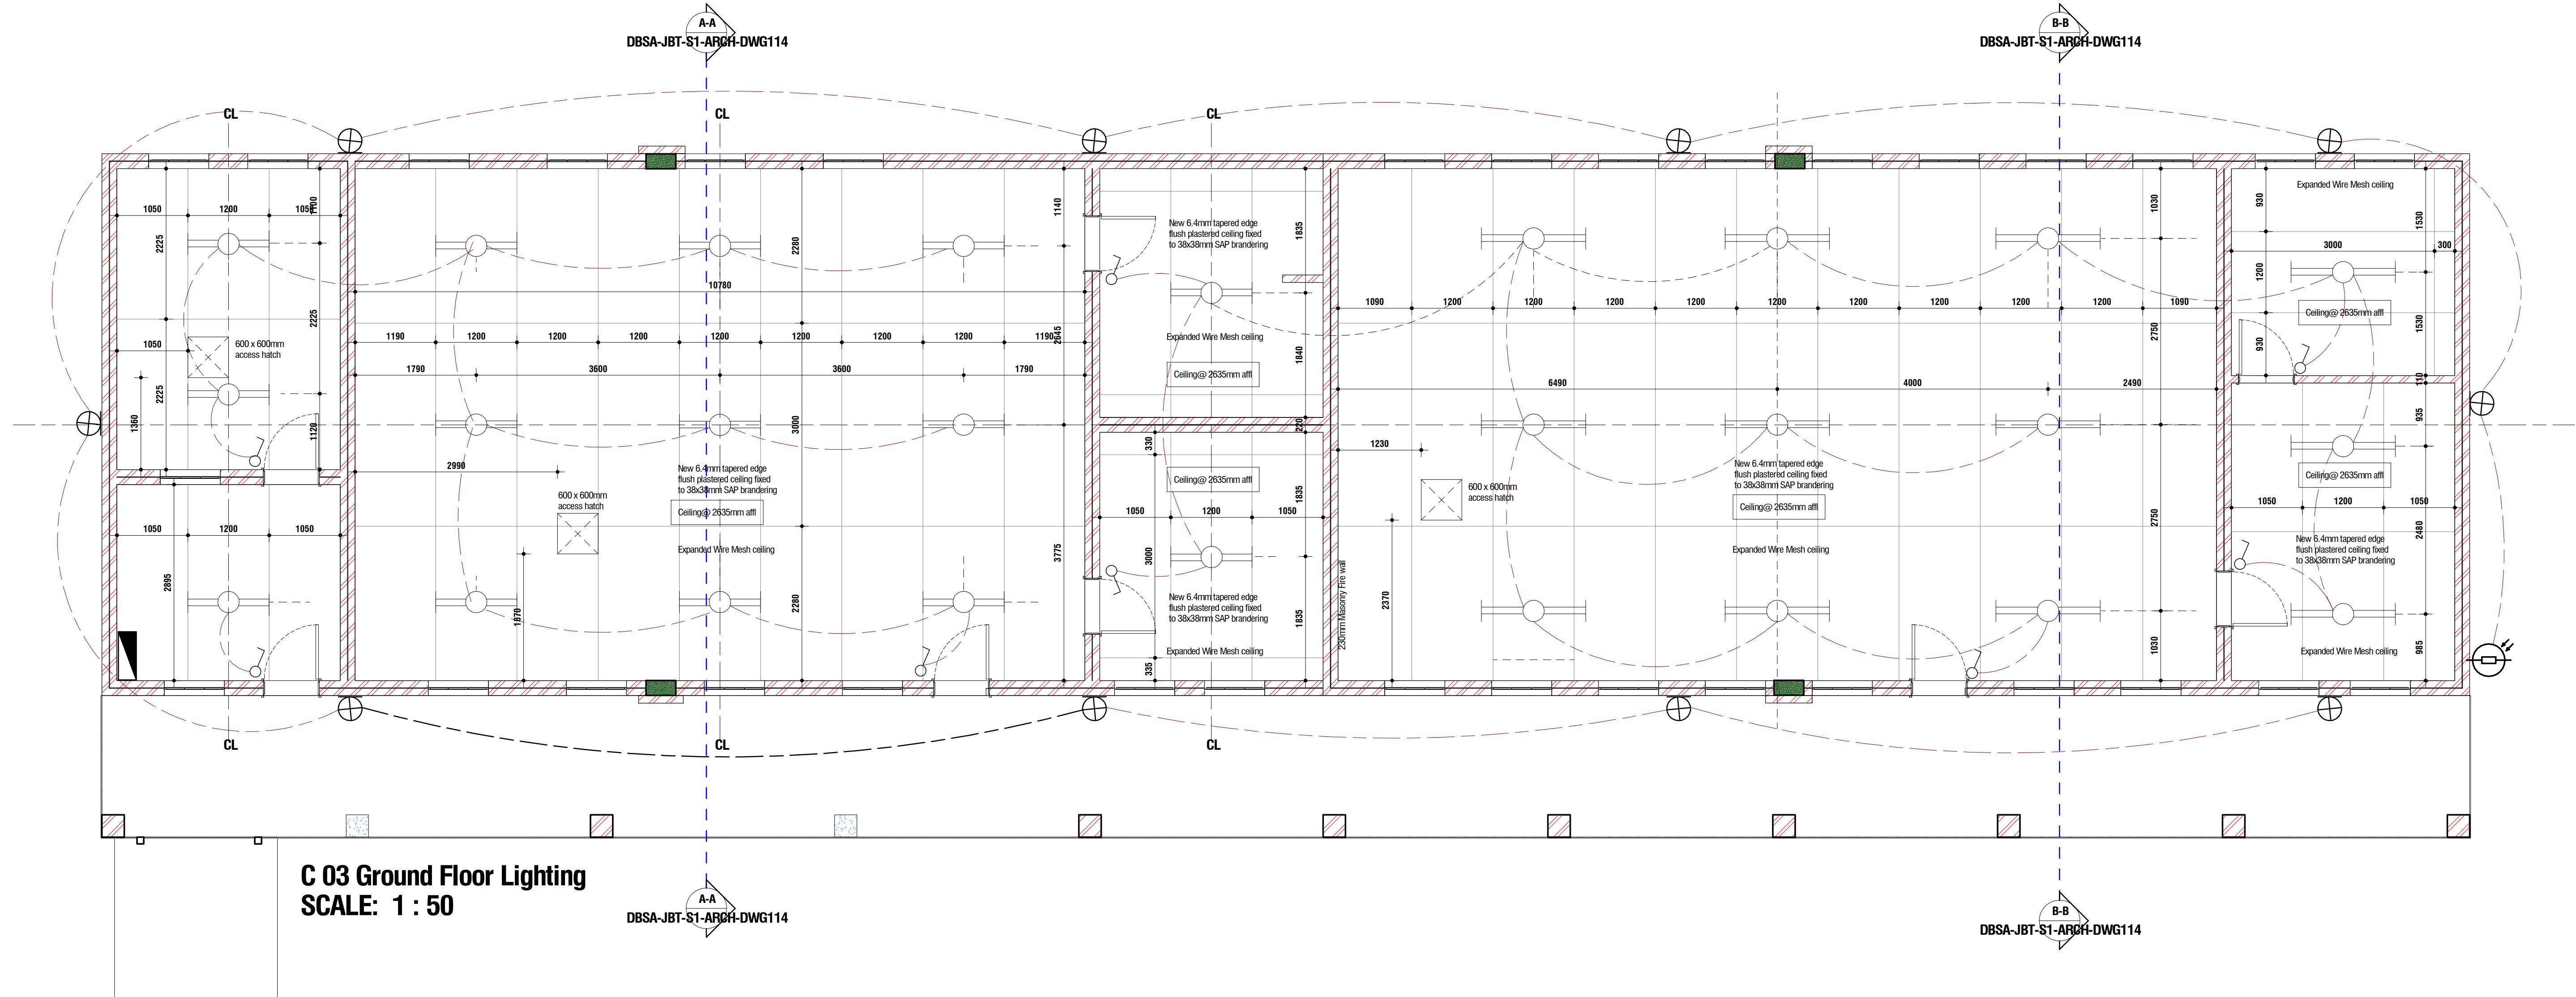 A-A
DBSA-JBT-S1-ARCH-DWG114
B-B
DBSA-JBT-S1-ARCH-DWG114
CL
CL
CL
1050
1200
1050
1100
2225
2225
2225
1050
600 x 600mm
access hatch
1360
1120
1050
1200
1050
2895
1140
2280
10780
1190
1200
1200
1200
1200
1200
1200
1200
1190
2645
1790
3600
3600
1790
3000
2990
600 x 600mm
access hatch
New 6.4mm tapered edge
flush plastered ceiling fixed
to 38x38mm SAP brandering
Ceiling@ 2635mm affl
Expanded Wire Mesh ceiling
1870
2280
3775
New 6.4mm tapered edge
flush plastered ceiling fixed
to 38x38mm SAP brandering
1835
Expanded Wire Mesh ceiling
1840
Ceiling@ 2635mm affl
220
330
Ceiling@ 2635mm affl
1835
1050
1200
1050
3000
New 6.4mm tapered edge
flush plastered ceiling fixed
to 38x38mm SAP brandering
1835
Expanded Wire Mesh ceiling
335
230mm Masonry Fire wall
1030
1090
1200
1200
1200
1200
1200
1200
1200
1200
1200
1090
2750
6490
4000
2490
1230
600 x 600mm
access hatch
New 6.4mm tapered edge
flush plastered ceiling fixed
to 38x38mm SAP brandering
Ceiling@ 2635mm affl
Expanded Wire Mesh ceiling
2370
2750
1030
Expanded Wire Mesh ceiling
930
1530
3000
300
1200
Ceiling@ 2635mm affl
1530
930
110
935
Ceiling@ 2635mm affl
1050
1200
1050
2480
New 6.4mm tapered edge
flush plastered ceiling fixed
to 38x38mm SAP brandering
Expanded Wire Mesh ceiling
985
CL
CL
CL
C 03 Ground Floor Lighting
SCALE: 1 : 50
A-A
DBSA-JBT-S1-ARCH-DWG114
B-B
DBSA-JBT-S1-ARCH-DWG114